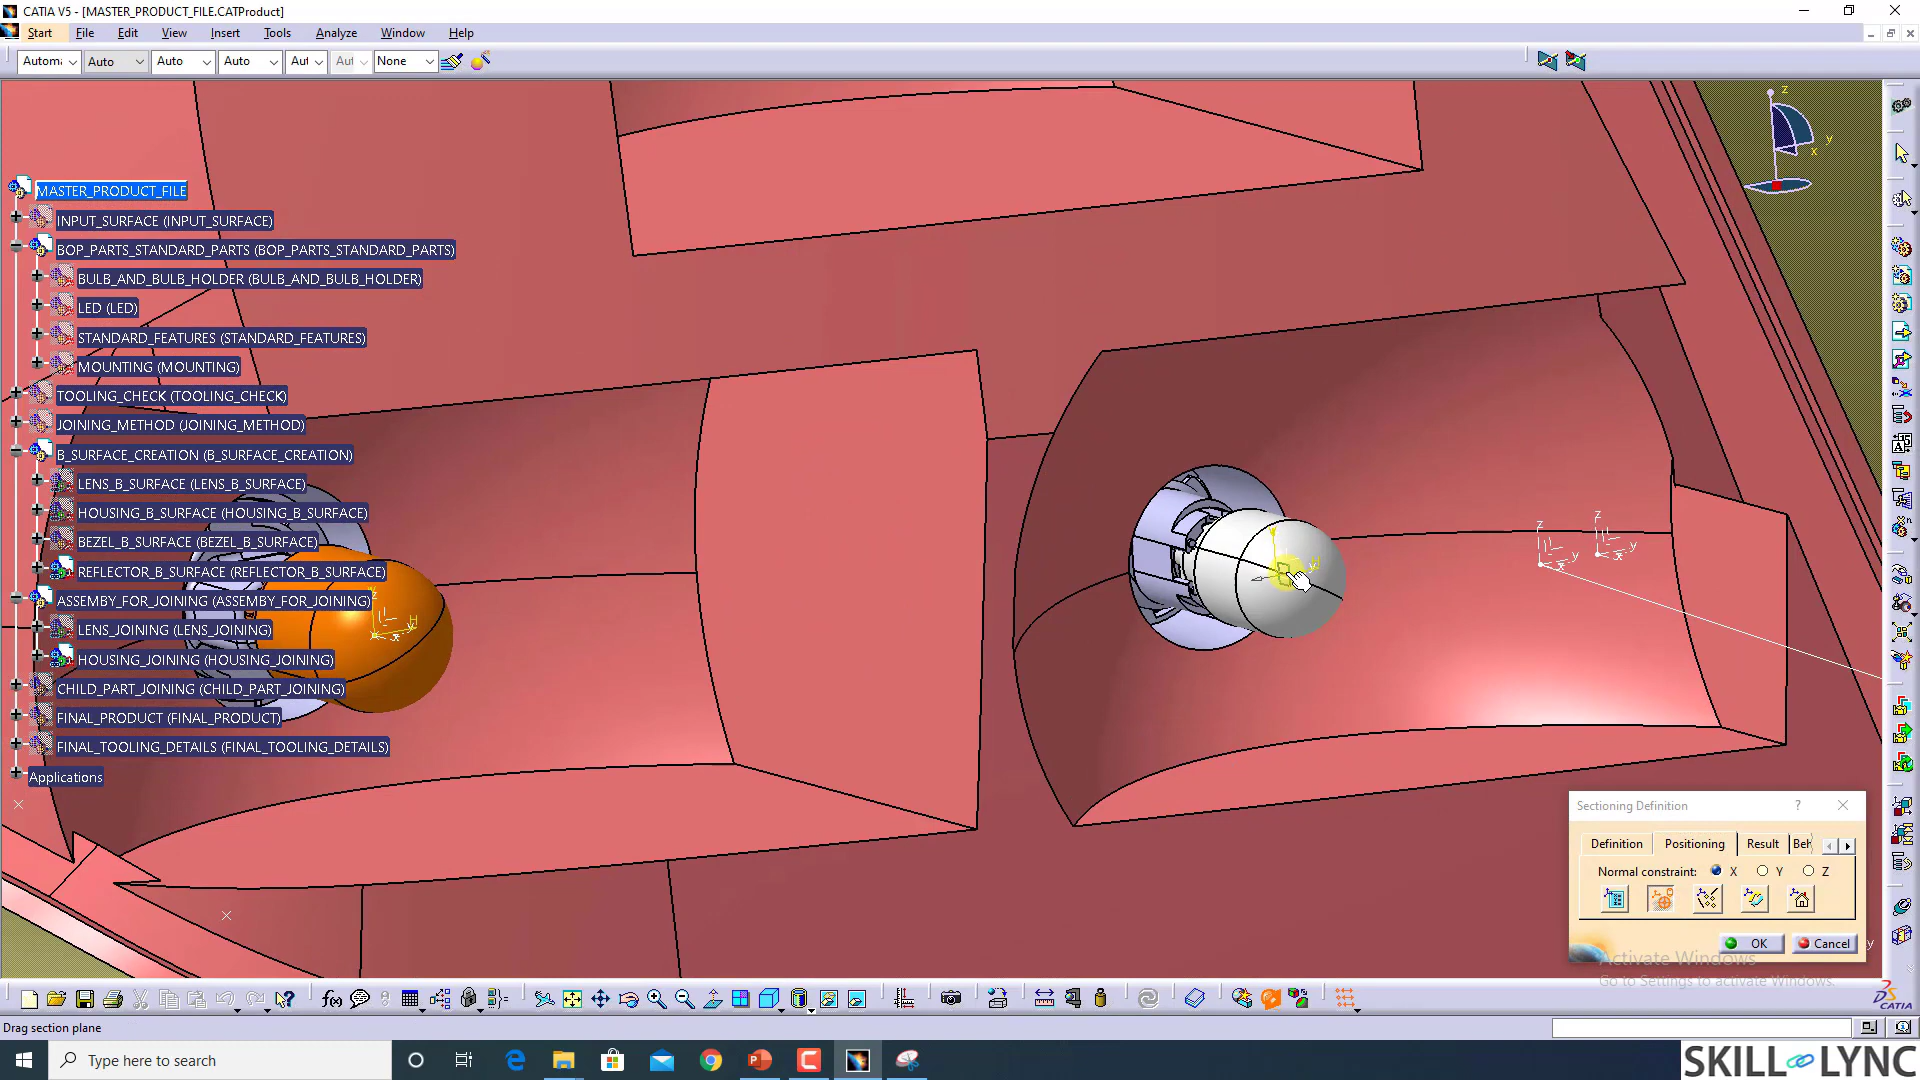 CATIA V5 - [MASTER_PRODUCT_FILE.CATProduct]
Start File Edit View Insert Tools Analyze Window Help
Auto Auto Auto None
MASTER_PRODUCT_FILE
INPUT_SURFACE (INPUT_SURFACE)
BOP_PARTS_STANDARD_PARTS (BOP_PARTS_STANDARD_PARTS)
BULB_AND_BULB_HOLDER (BULB_AND_BULB_HOLDER)
LED (LED)
STANDARD_FEATURES (STANDARD_FEATURES)
MOUNTING (MOUNTING)
TOOLING_CHECK (TOOLING_CHECK)
JOINING_METHOD (JOINING_METHOD)
B_SURFACE_CREATION (B_SURFACE_CREATION)
LENS_B_SURFACE (LENS_B_SURFACE)
HOUSING_B_SURFACE (HOUSING_B_SURFACE)
BEZEL_B_SURFACE (BEZEL_B_SURFACE)
REFLECTOR_B_SURFACE (REFLECTOR_B_SURFACE)
ASSEMBY_FOR_JOINING (ASSEMBY_FOR_JOINING)
LENS_JOINING (LENS_JOINING)
HOUSING_JOINING (HOUSING_JOINING)
CHILD_PART_JOINING (CHILD_PART_JOINING)
FINAL_PRODUCT (FINAL_PRODUCT)
FINAL_TOOLING_DETAILS (FINAL_TOOLING_DETAILS)
Applications
z
y
x
z
y
x
z
y
x
z
H
x
Sectioning Definition ?
Definition Positioning Result
Normal constraint: X Y Z
OK Cancel
Activate Windows
Go to Settings to activate Windows.
Drag section plane
CATIA
Type here to search
SKILL LYNC